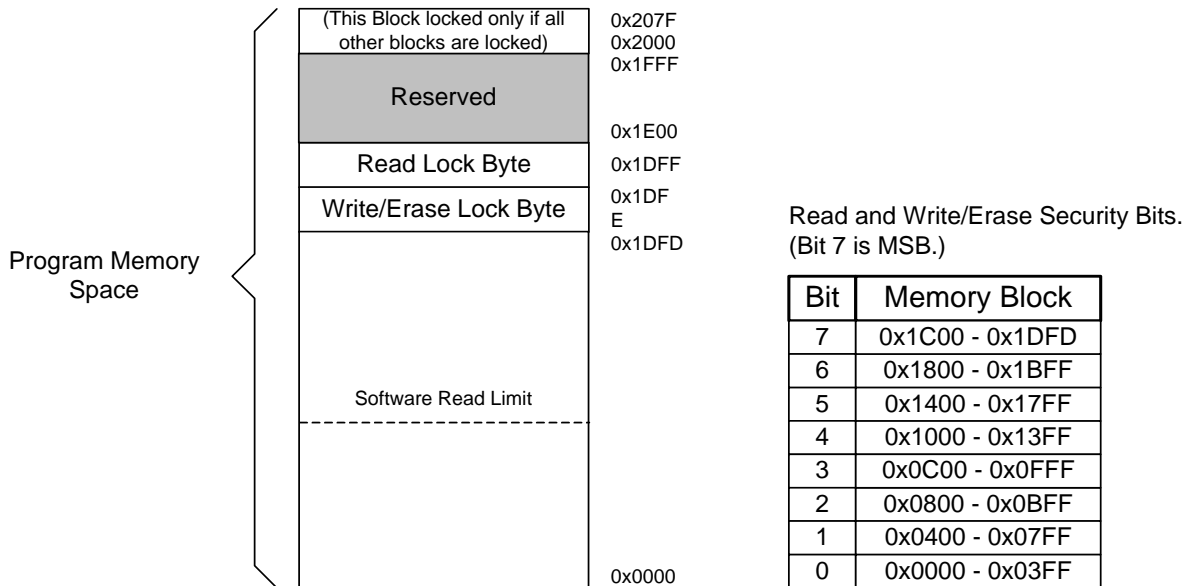 (This Block locked only if all
other blocks are locked)
0x207F
0x2000
0x1FFF
Reserved
0x1E00
Read Lock Byte
0x1DFF
Write/Erase Lock Byte
0x1DF
E
0x1DFD
Program Memory
Space
Software Read Limit
0x0000
Read and Write/Erase Security Bits.
(Bit 7 is MSB.)
Bit Memory Block
7 0x1C00 - 0x1DFD
6 0x1800 - 0x1BFF
5 0x1400 - 0x17FF
4 0x1000 - 0x13FF
3 0x0C00 - 0x0FFF
2 0x0800 - 0x0BFF
1 0x0400 - 0x07FF
0 0x0000 - 0x03FF